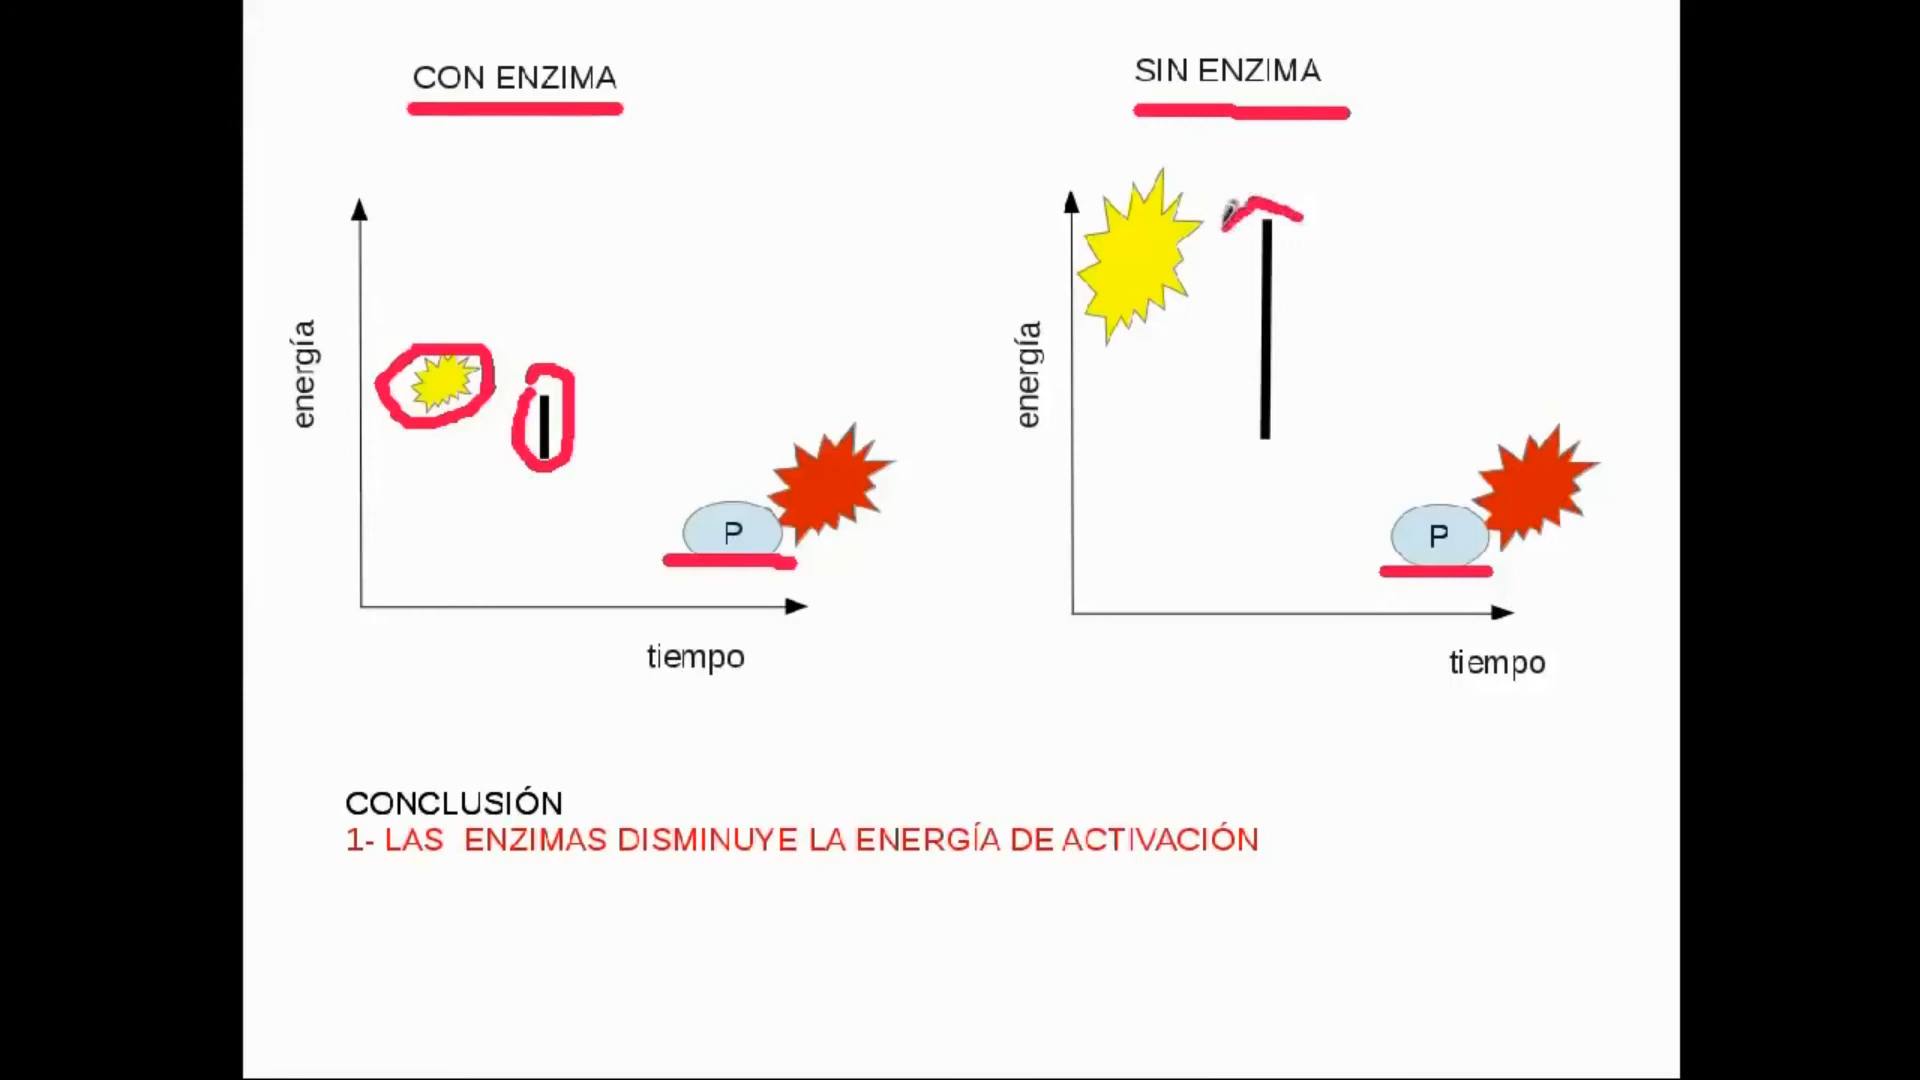 CON ENZIMA
SIN ENZIMA
energía
energía
P
P
tiempo
tiempo
CONCLUSIÓN
1- LAS ENZIMAS DISMINUYE LA ENERGÍA DE ACTIVACIÓN